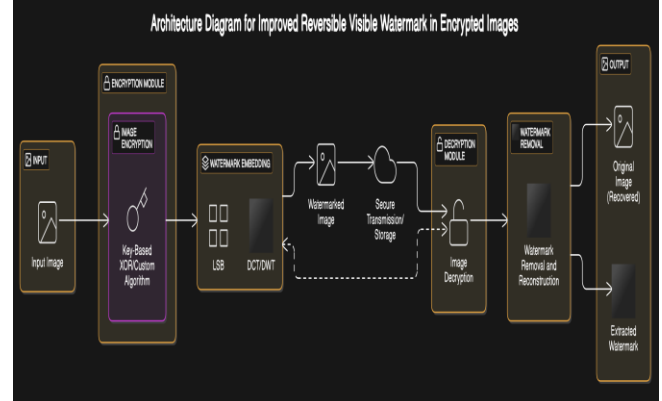 Architecture Diagram for Improved Reversible Visible Watermark in Encrypted Images
INPUT
Input Image
ENCRYPTION MODULE
IMAGE
ENCRYPTION
Key-Based
XOR/Custom
Algorithm
WATERMARK EMBEDDING
LSB
DCT/DWT
Watermarked
Image
Secure
Transmission/
Storage
DECRYPTION
MODULE
Image
Decryption
WATERMARK
REMOVAL
Watermark
Removal and
Reconstruction
OUTPUT
Original
Image
(Recovered)
Extracted
Watermark